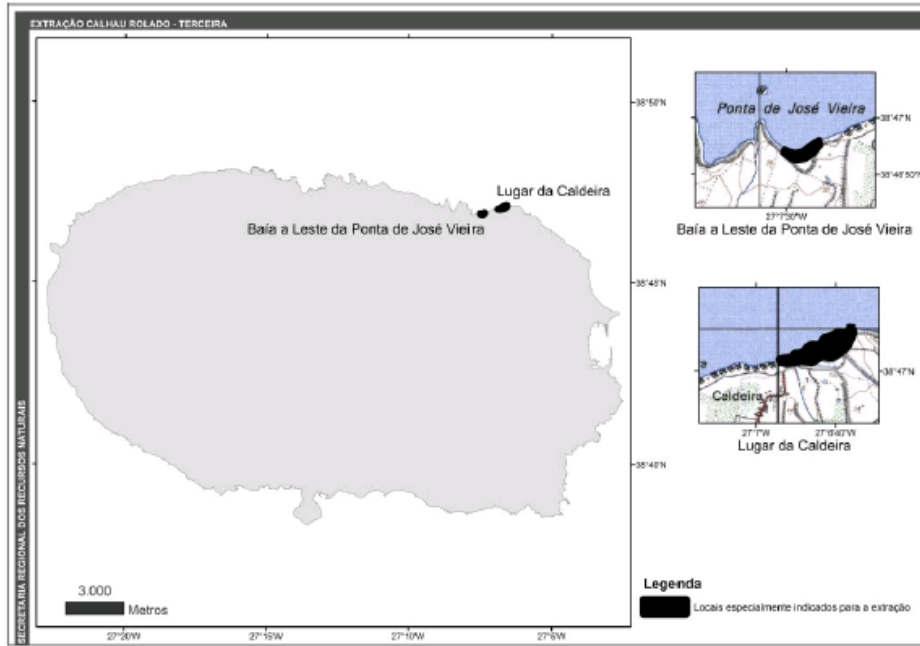 EXTRAÇÃO CALHAU ROLADO - TERCEIRA
SECRETARIA REGIONAL DOS RECURSOS NATURAIS
38°50'N
38°45'N
38°40'N
Lugar da Caldeira
Baía a Leste da Ponta de José Vieira
3.000
Metros
27°20'W
27°15'W
27°10'W
27°5'W
Ponta de José Vieira
38°47'N
38°46'50"N
27°7'30"W
Baía a Leste da Ponta de José Vieira
Caldeira
38°47'N
27°7'W
27°6'40"W
Lugar da Caldeira
Legenda
Locais especialmente indicados para a extração